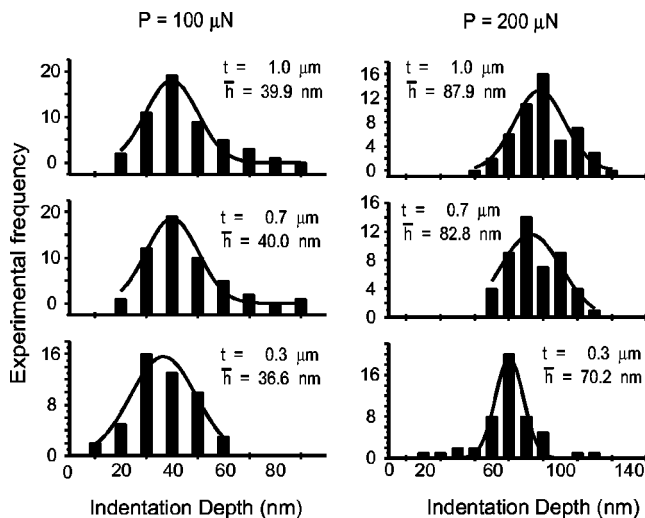 P = 100 μN
P = 200 μN
Experimental frequency
20
10
0
t = 1.0 μm
h̅ = 39.9 nm
16
12
8
4
0
t = 1.0 μm
h̅ = 87.9 nm
20
10
0
t = 0.7 μm
h̅ = 40.0 nm
16
12
8
4
0
t = 0.7 μm
h̅ = 82.8 nm
16
8
0
t = 0.3 μm
h̅ = 36.6 nm
16
8
0
t = 0.3 μm
h̅ = 70.2 nm
0 20 40 60 80
0 20 60 100 140
Indentation Depth (nm)
Indentation Depth (nm)